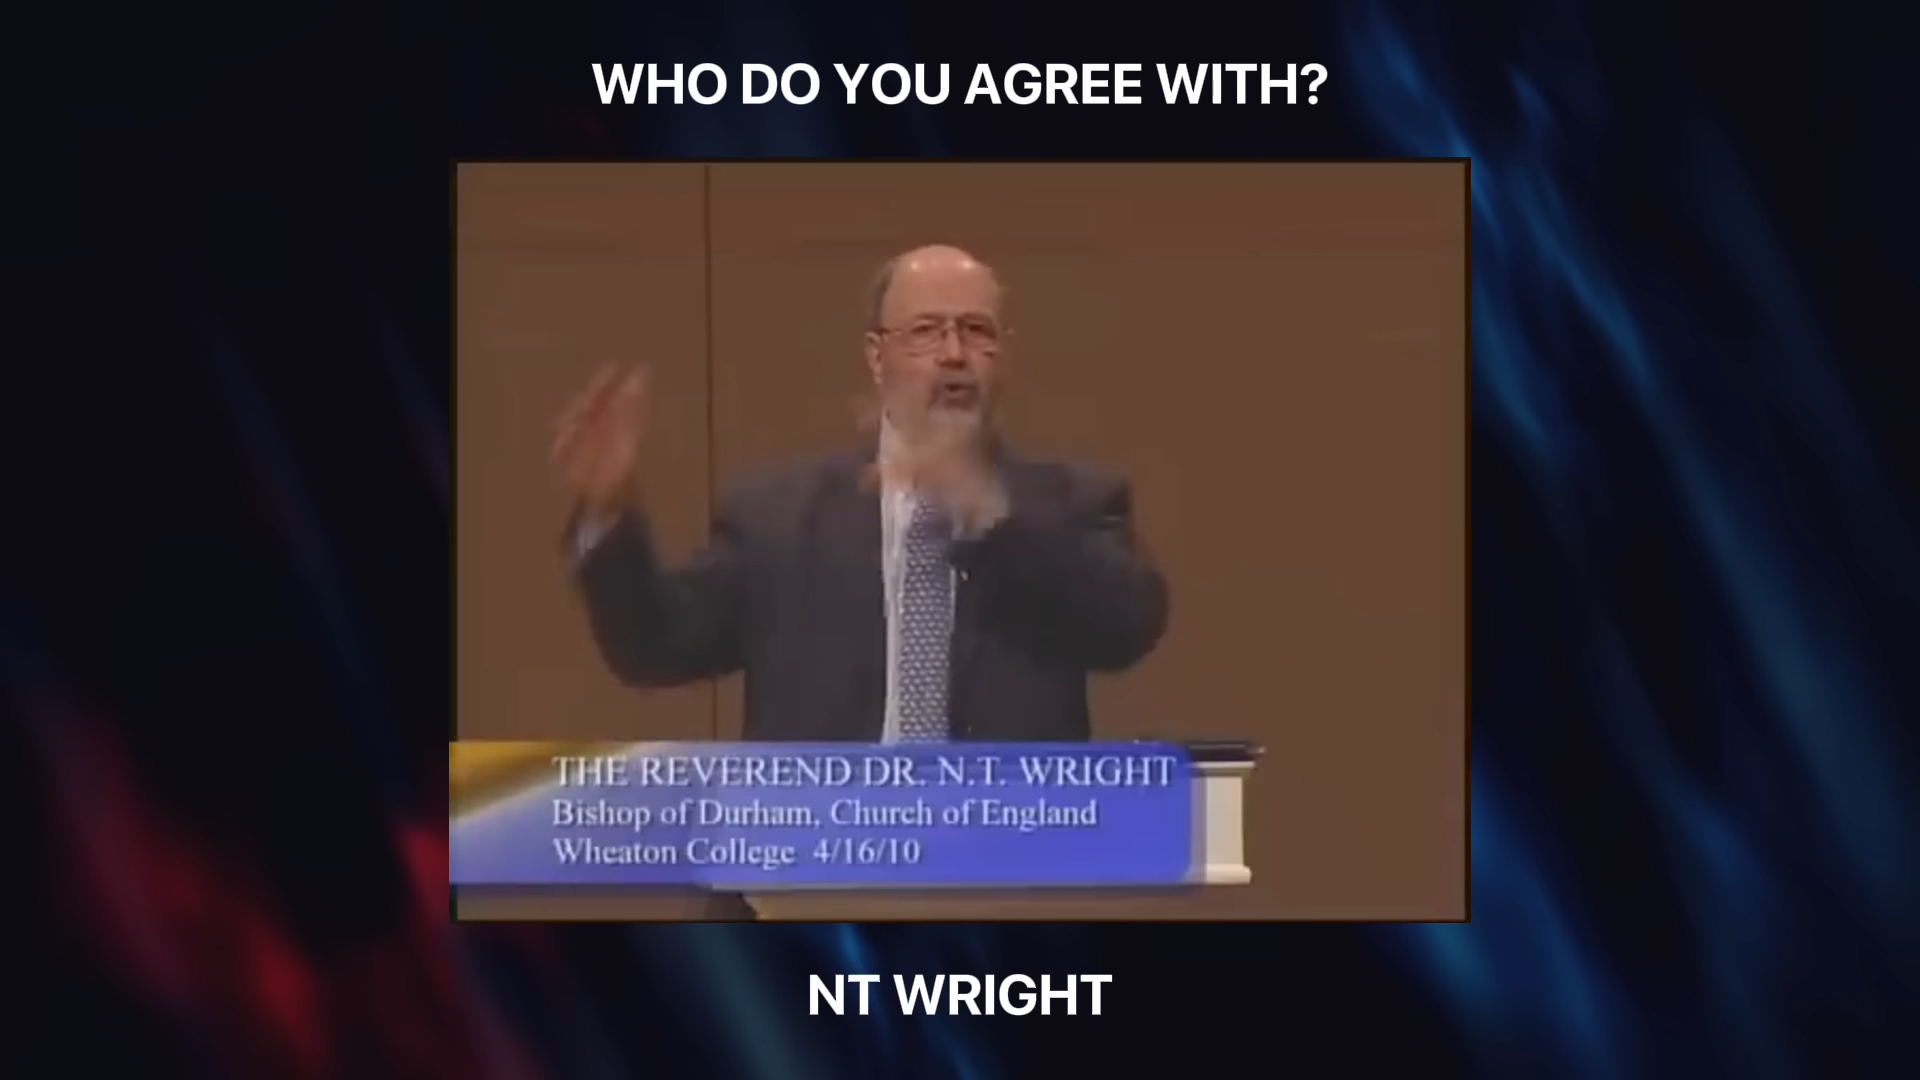 WHO DO YOU AGREE WITH?
THE REVEREND DR. N.T. WRIGHT
Bishop of Durham, Church of England
Wheaton College 4/16/10
NT WRIGHT